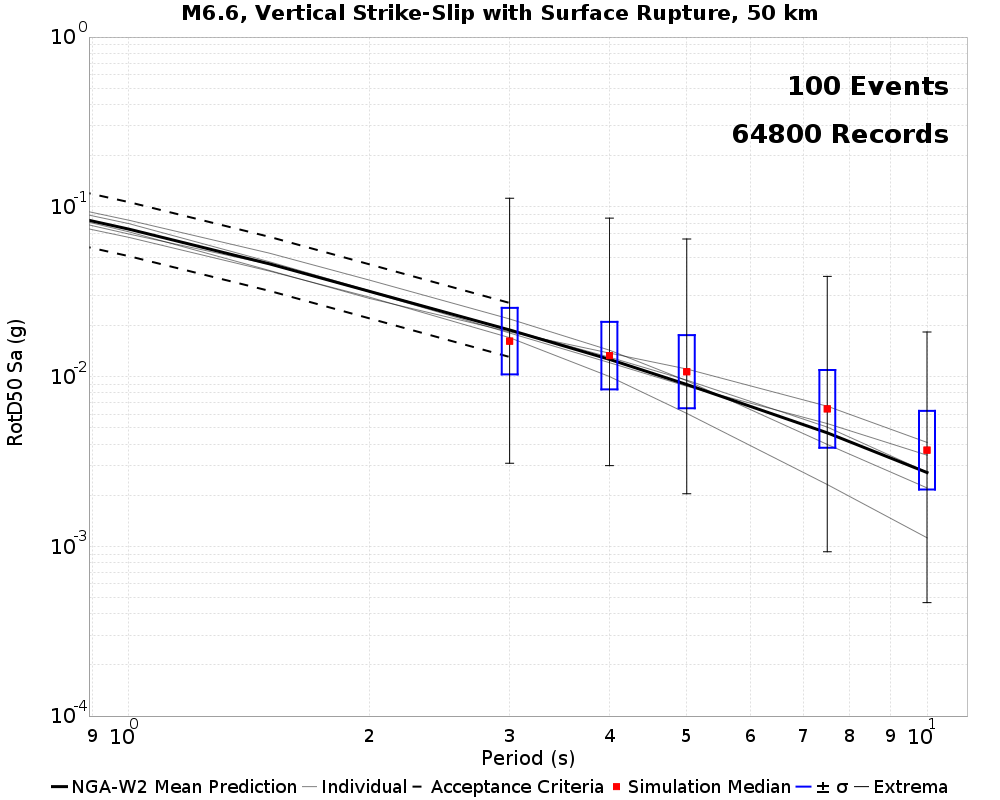 M6.6, Vertical Strike-Slip with Surface Rupture, 50 km
100 Events
64800 Records
RotD50 Sa (g)
10^0
10^-1
10^-2
10^-3
10^-4
9 10^0 2 3 4 5 6 7 8 9 10^1
Period (s)
NGA-W2 Mean Prediction Individual Acceptance Criteria Simulation Median ± σ Extrema